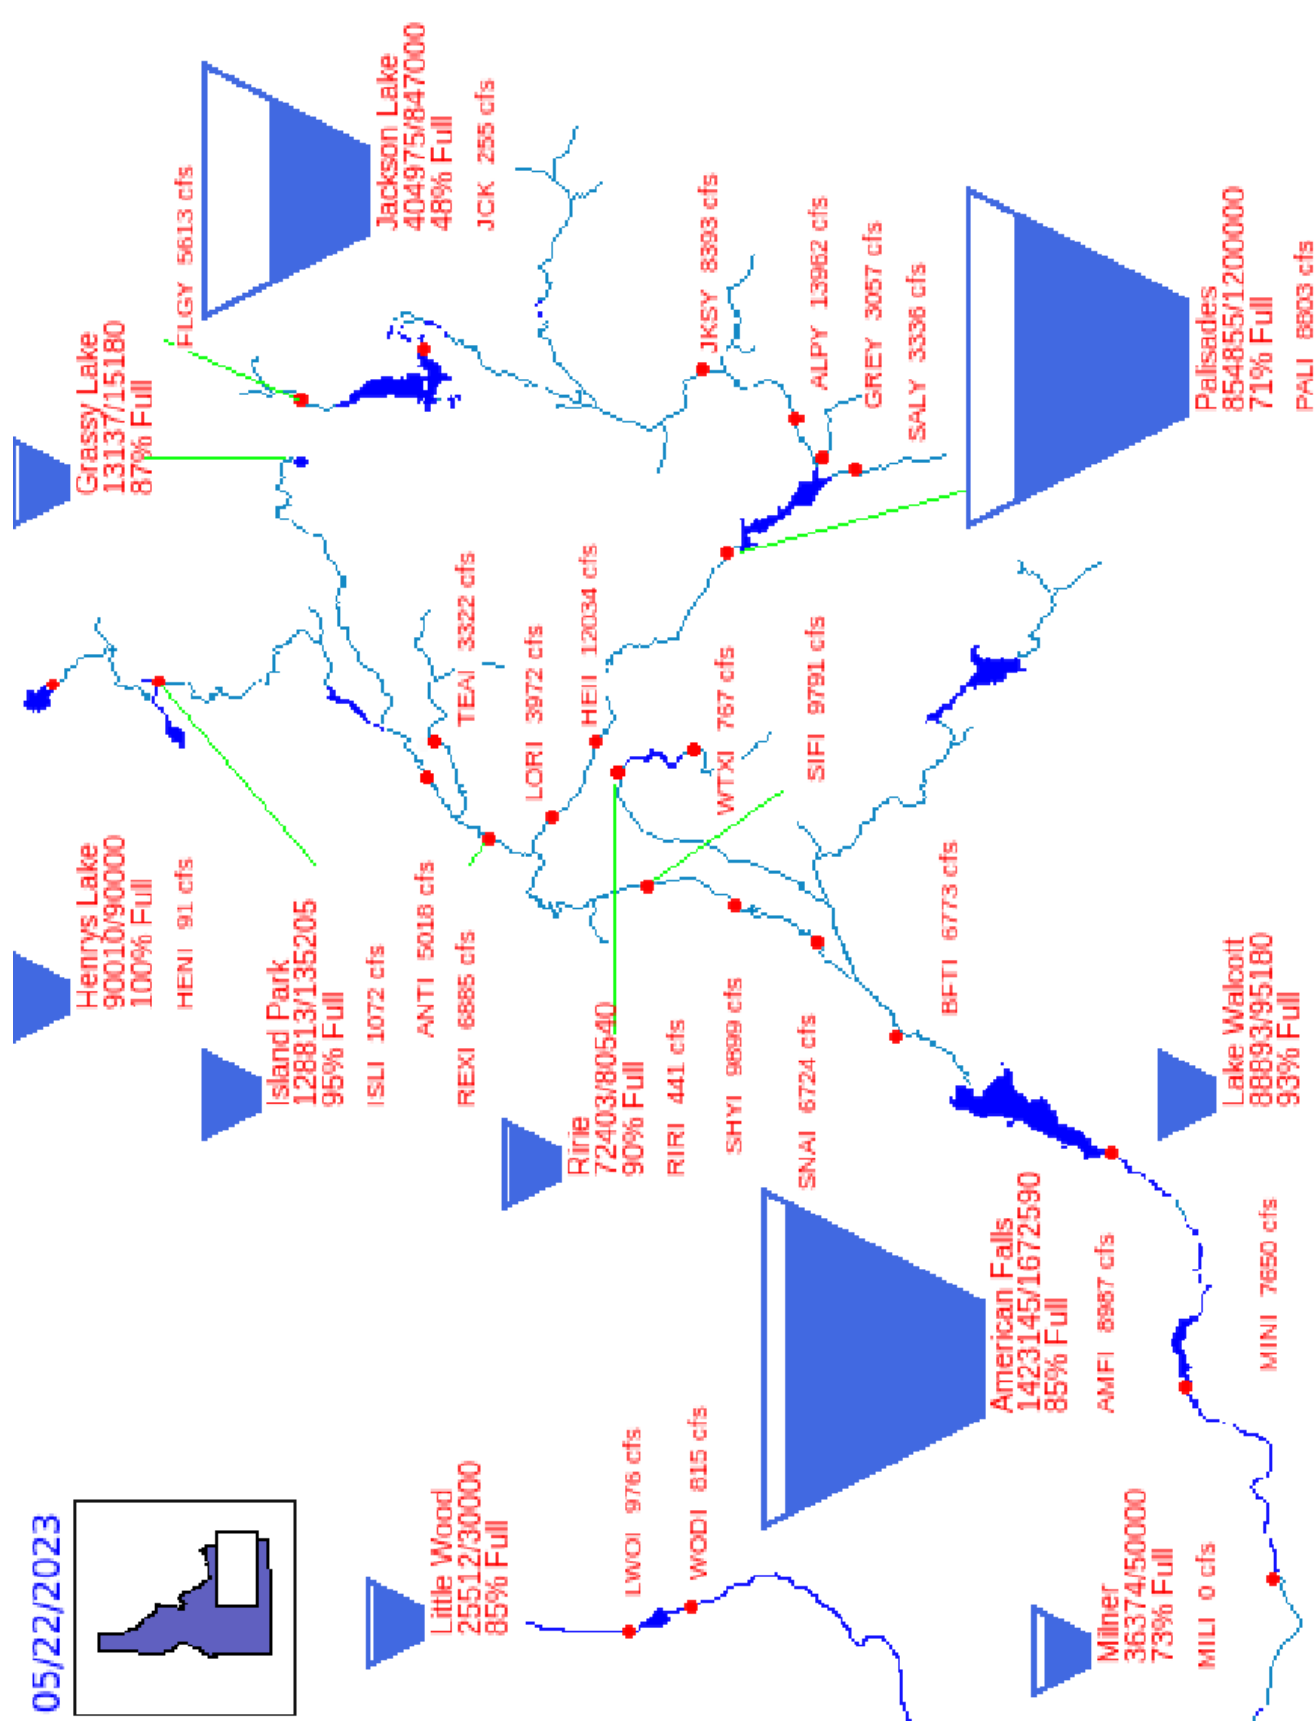 05/22/2023
Henrys Lake
90010/90000
100% Full
HENI 91 cfs
Grassy Lake
13137/15180
87% Full
FLGY 5613 cfs
Jackson Lake
404975/847000
48% Full
JCK 255 cfs
Island Park
128813/135205
95% Full
ISLI 1072 cfs
ANTI 5018 cfs
REXI 6885 cfs
TEAI 3322 cfs
LORI 3972 cfs
HEII 12034 cfs
Little Wood
25512/30000
85% Full
LWOI 976 cfs
WODI 815 cfs
Ririe
72403/80540
90% Full
RIRI 441 cfs
SHYI 9899 cfs
SNAI 6724 cfs
WTXI 767 cfs
SIFI 9791 cfs
JKSY 8393 cfs
ALPY 13962 cfs
GREY 3057 cfs
SALY 3336 cfs
American Falls
1423145/1672590
85% Full
AMFI 8987 cfs
BFTI 6773 cfs
Palisades
854855/1200000
71% Full
PALI 8803 cfs
Milner
36374/50000
73% Full
MILI 0 cfs
Lake Walcott
88893/95180
93% Full
MINI 7650 cfs